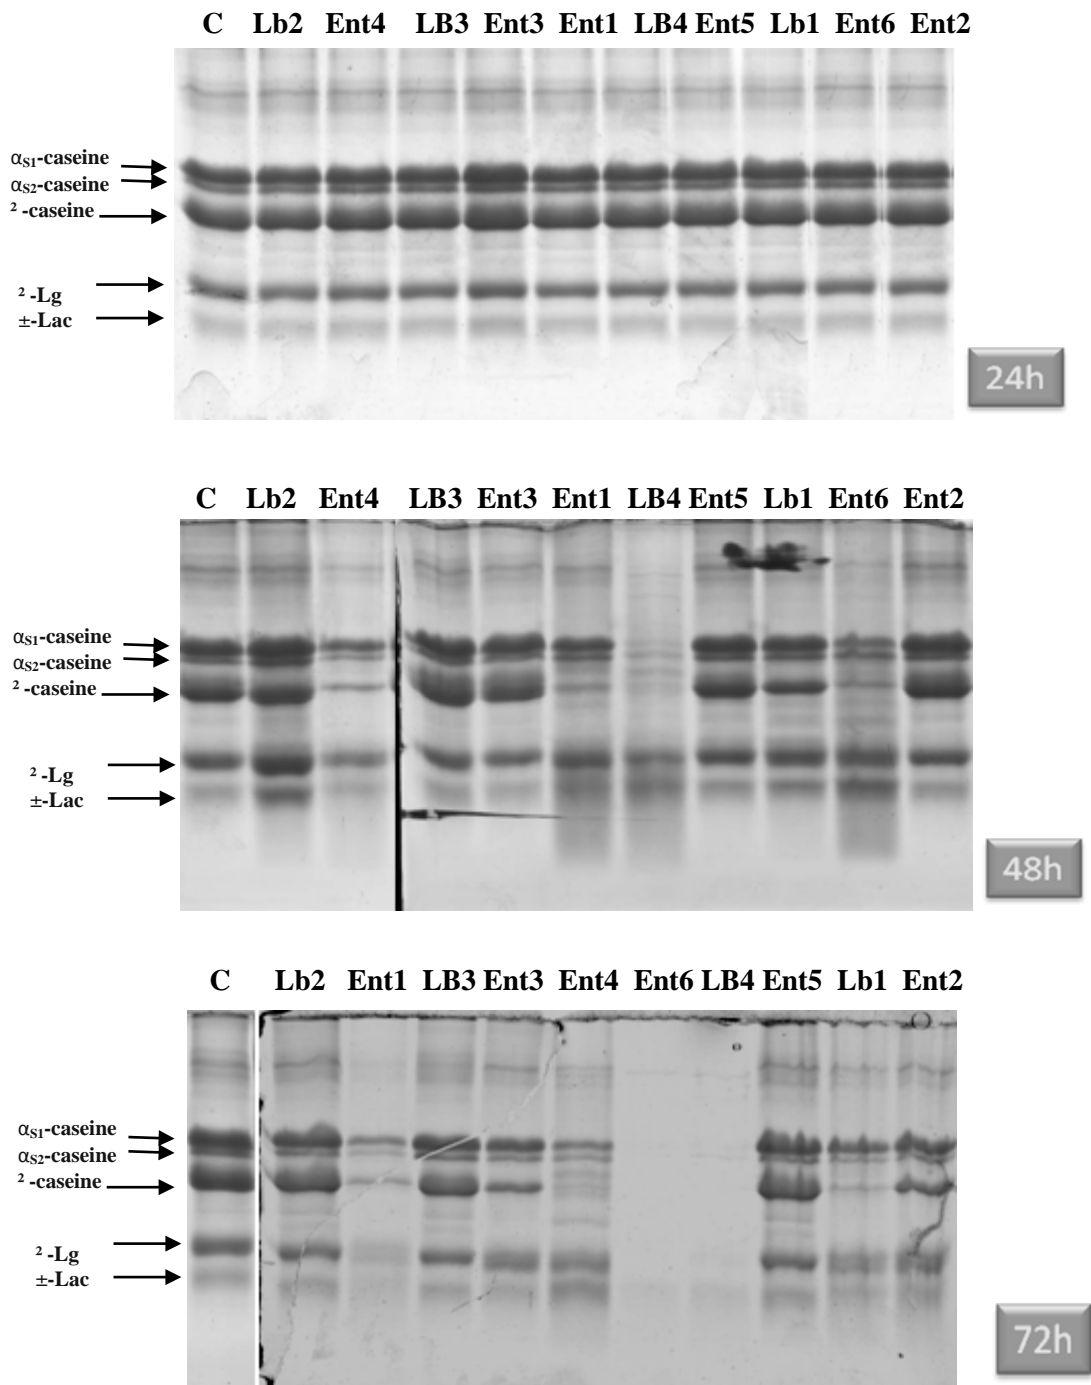 C Lb2 Ent4 LB3 Ent3 Ent1 LB4 Ent5 Lb1 Ent6 Ent2
αS1-caseine
αS2-caseine
² -caseine
² -Lg
±-Lac
24h
C Lb2 Ent4 LB3 Ent3 Ent1 LB4 Ent5 Lb1 Ent6 Ent2
αS1-caseine
αS2-caseine
² -caseine
² -Lg
±-Lac
48h
C Lb2 Ent1 LB3 Ent3 Ent4 Ent6 LB4 Ent5 Lb1 Ent2
αS1-caseine
αS2-caseine
² -caseine
² -Lg
±-Lac
72h